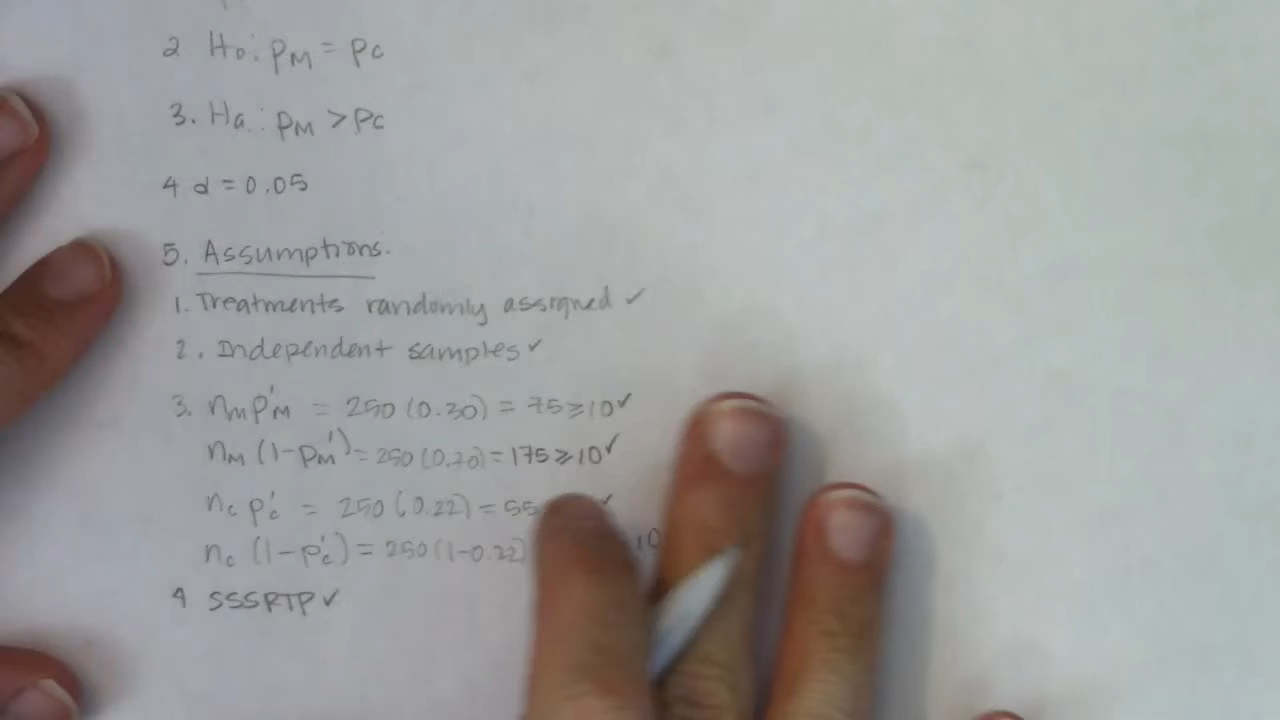 2 Ho: pM = pc
3. Ha: pM > pc
4 α = 0.05
5. Assumptions.
1. Treatments randomly assigned ✓
2. Independent samples ✓
3. nMp'M = 250 (0.30) = 75 ≥ 10 ✓
nM (1-pM') = 250 (0.70) = 175 ≥ 10 ✓
nc p'c = 250 (0.22) = 55 ✓
nc (1-p'c) = 250 (1-0.22) 10
4 SSSRTP ✓